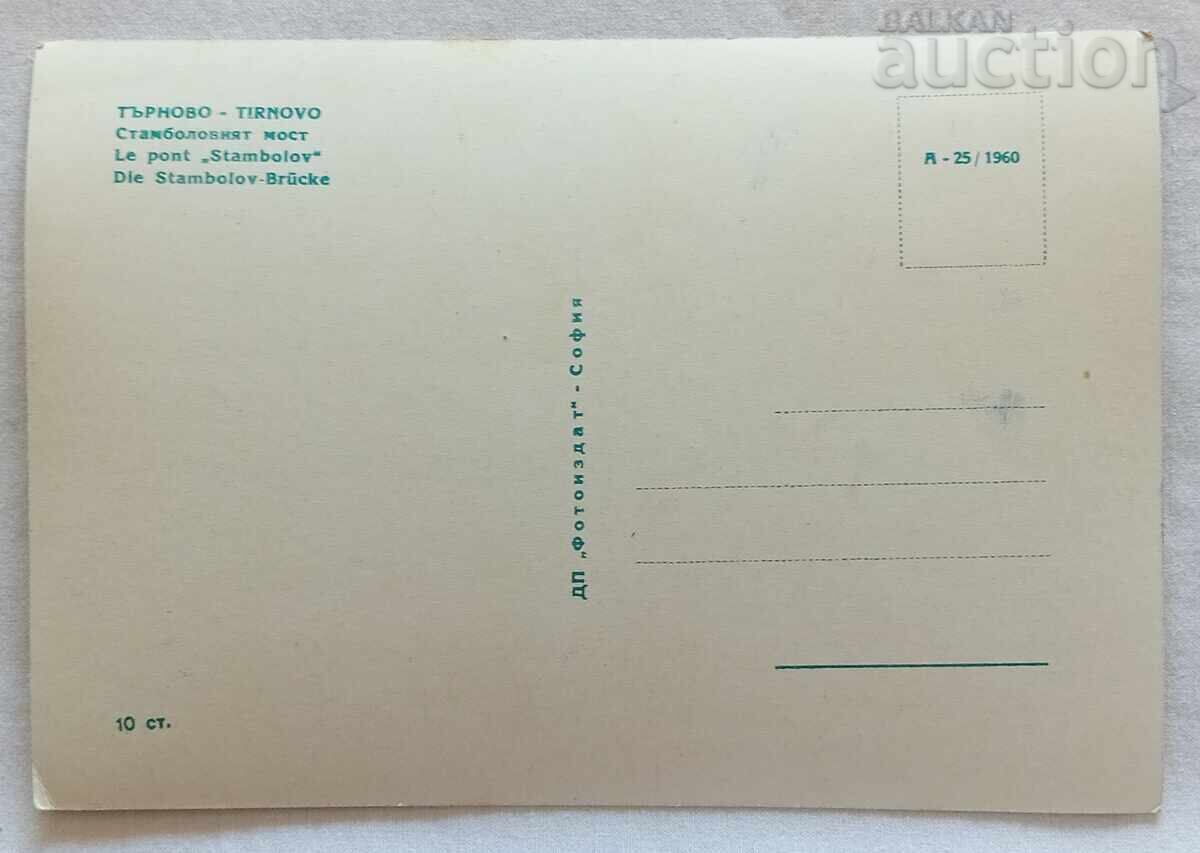 BALKAN
auction
ТЪРНОВО - TIRNOVO
Стамболовият мост
Le pont „Stambolov"
Die Stambolov-Brücke
А - 25 / 1960
ДП „Фотоиздат" - София
10 ст.